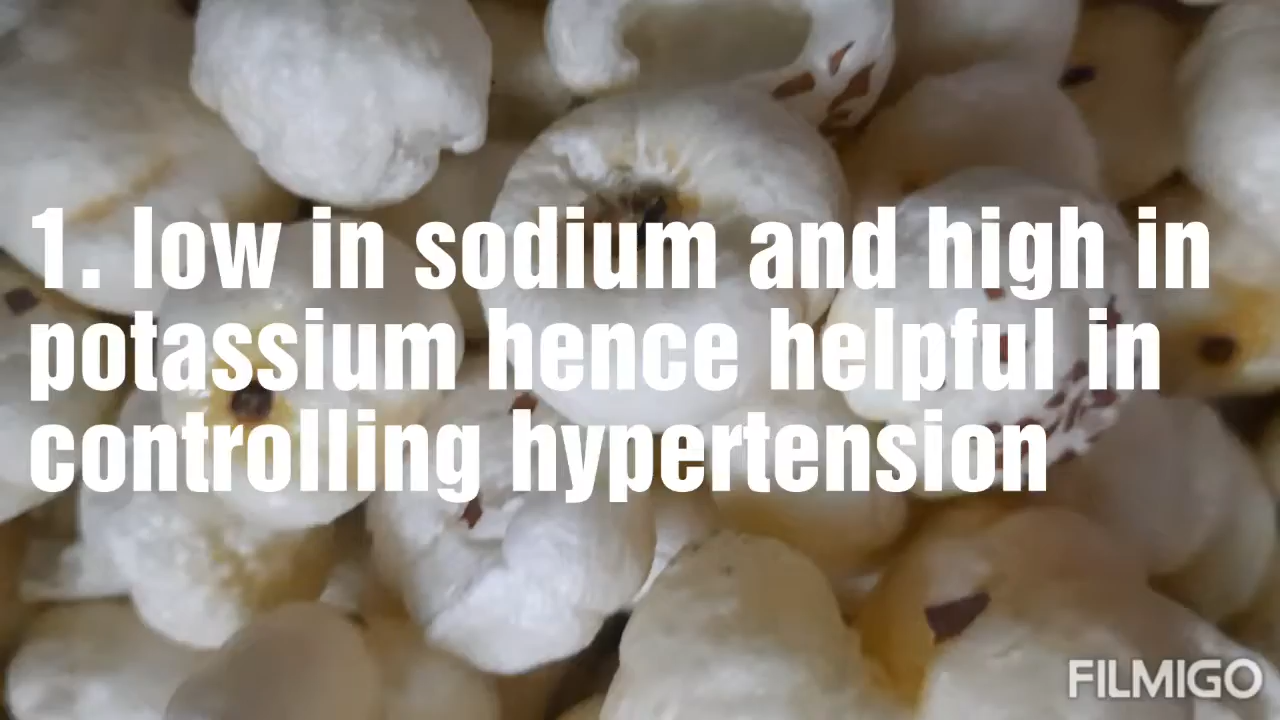 1. low in sodium and high in
potassium hence helpful in
controlling hypertension
FILMIGO